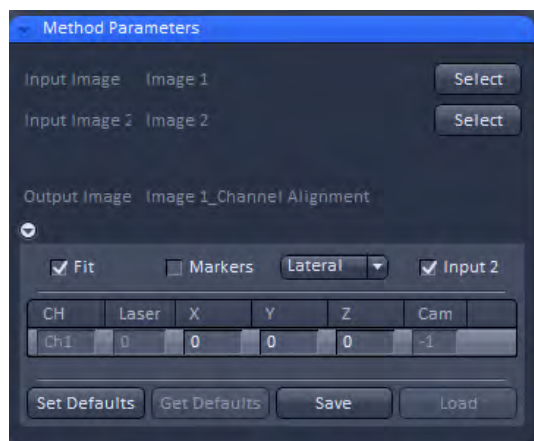 Method Parameters
Input Image Image 1 Select
Input Image 2 Image 2 Select
Output Image Image 1_Channel Alignment
Fit Markers Lateral Input 2
CH Laser X Y Z Cam
Ch1 0 0 0 0 -1
Set Defaults Get Defaults Save Load